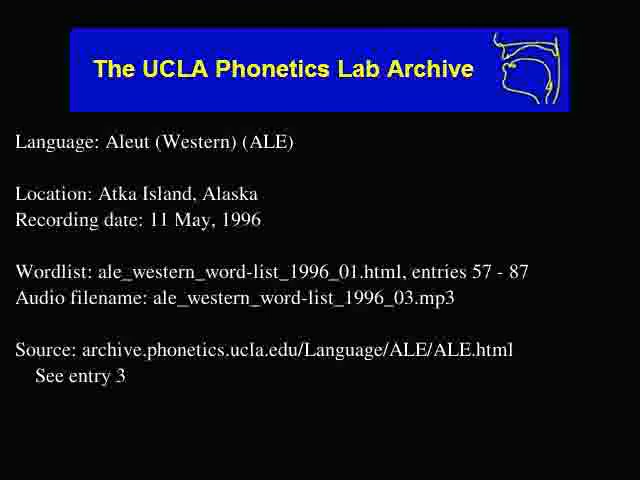 The UCLA Phonetics Lab Archive
Language: Aleut (Western) (ALE)
Location: Atka Island, Alaska
Recording date: 11 May, 1996
Wordlist: ale_western_word-list_1996_01.html, entries 57 - 87
Audio filename: ale_western_word-list_1996_03.mp3
Source: archive.phonetics.ucla.edu/Language/ALE/ALE.html
See entry 3